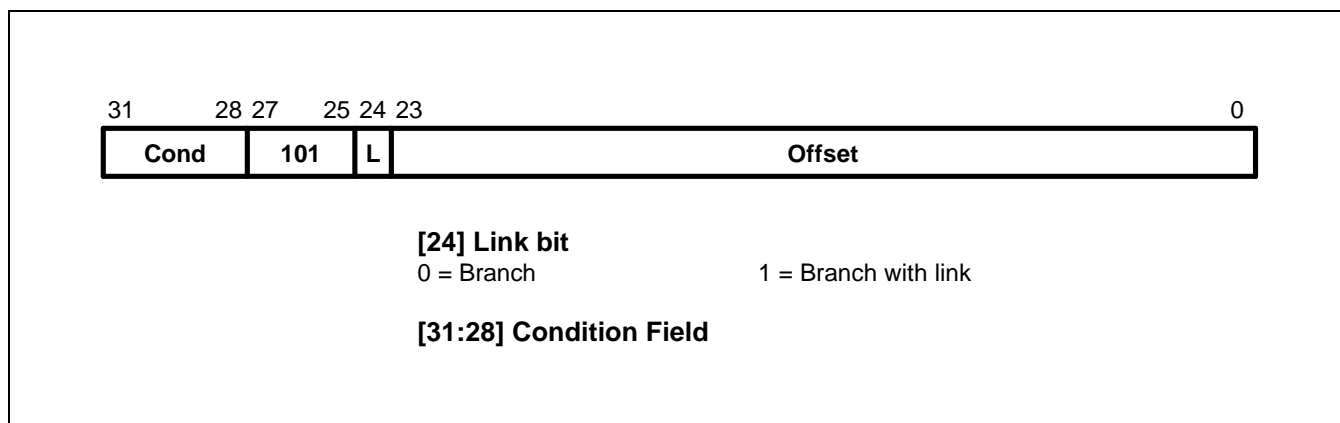 31 28 27 25 24 23 0
Cond 101 L Offset
[24] Link bit
0 = Branch 1 = Branch with link
[31:28] Condition Field